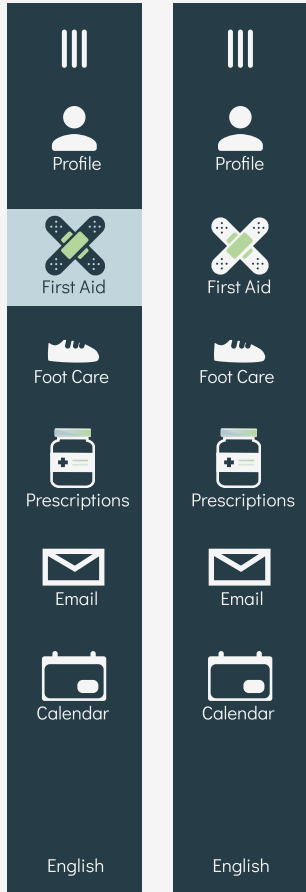 Profile
First Aid
Foot Care
Prescriptions
Email
Calendar
English
Profile
First Aid
Foot Care
Prescriptions
Email
Calendar
English